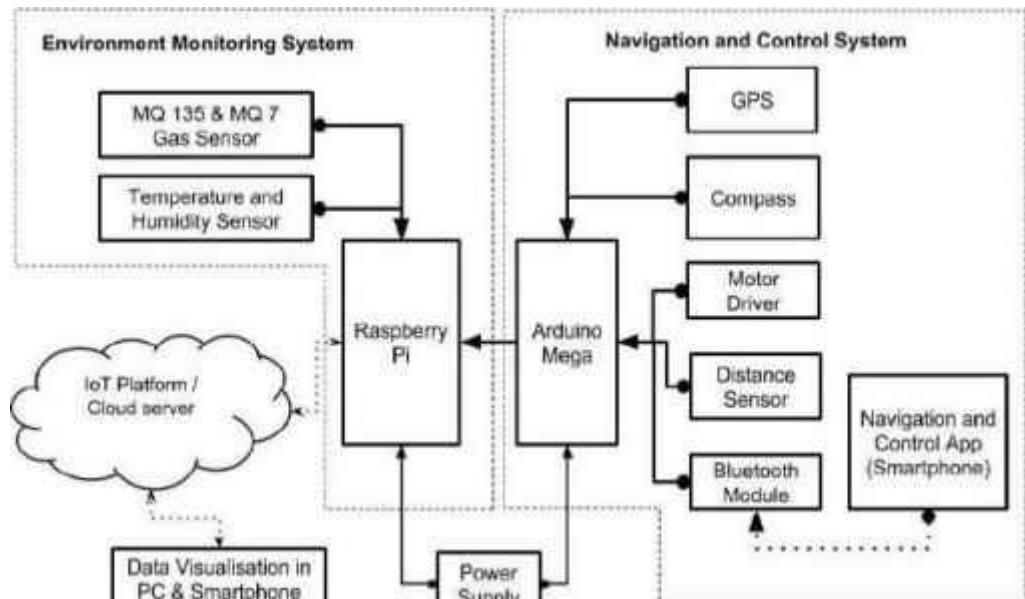 Environment Monitoring System
Navigation and Control System
MQ 135 & MQ 7
Gas Sensor
Temperature and
Humidity Sensor
GPS
Compass
Motor
Driver
Raspberry
Pi
Arduino
Mega
IoT Platform /
Cloud server
Distance
Sensor
Navigation and
Control App
(Smartphone)
Bluetooth
Module
Data Visualisation in
PC & Smartphone
Power
Supply